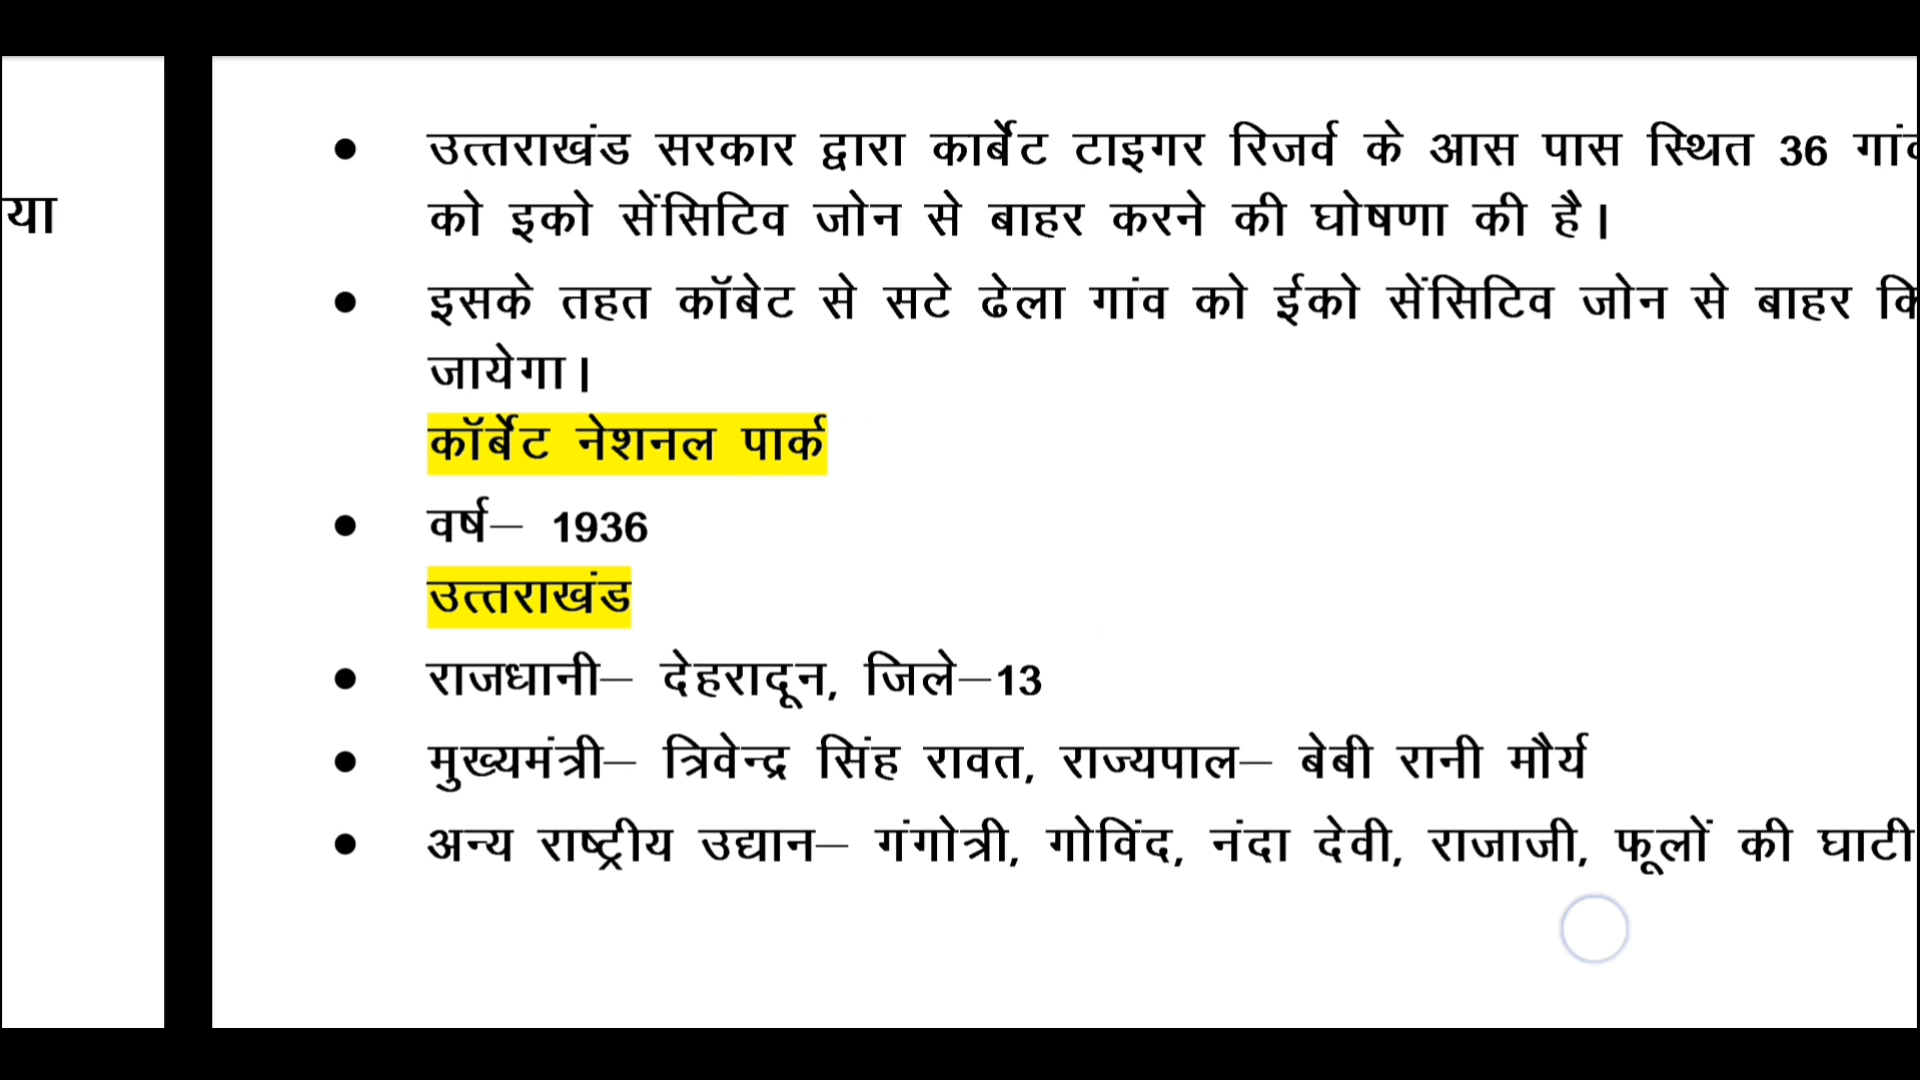 या
• उत्तराखंड सरकार द्वारा कार्बेट टाइगर रिजर्व के आस पास स्थित 36
को इको सेंसिटिव जोन से बाहर करने की घोषणा की है।
• इसके तहत कॉबेट से सटे ढेला गांव को ईको सेंसिटिव जोन से बाहर
जायेगा।
कॉर्बेट नेशनल पार्क
• वर्ष– 1936
उत्तराखंड
• राजधानी– देहरादून, जिले–13
• मुख्यमंत्री– त्रिवेन्द्र सिंह रावत, राज्यपाल– बेबी रानी मौर्य
• अन्य राष्ट्रीय उद्यान– गंगोत्री, गोविंद, नंदा देवी, राजाजी, फूलों की घाटी